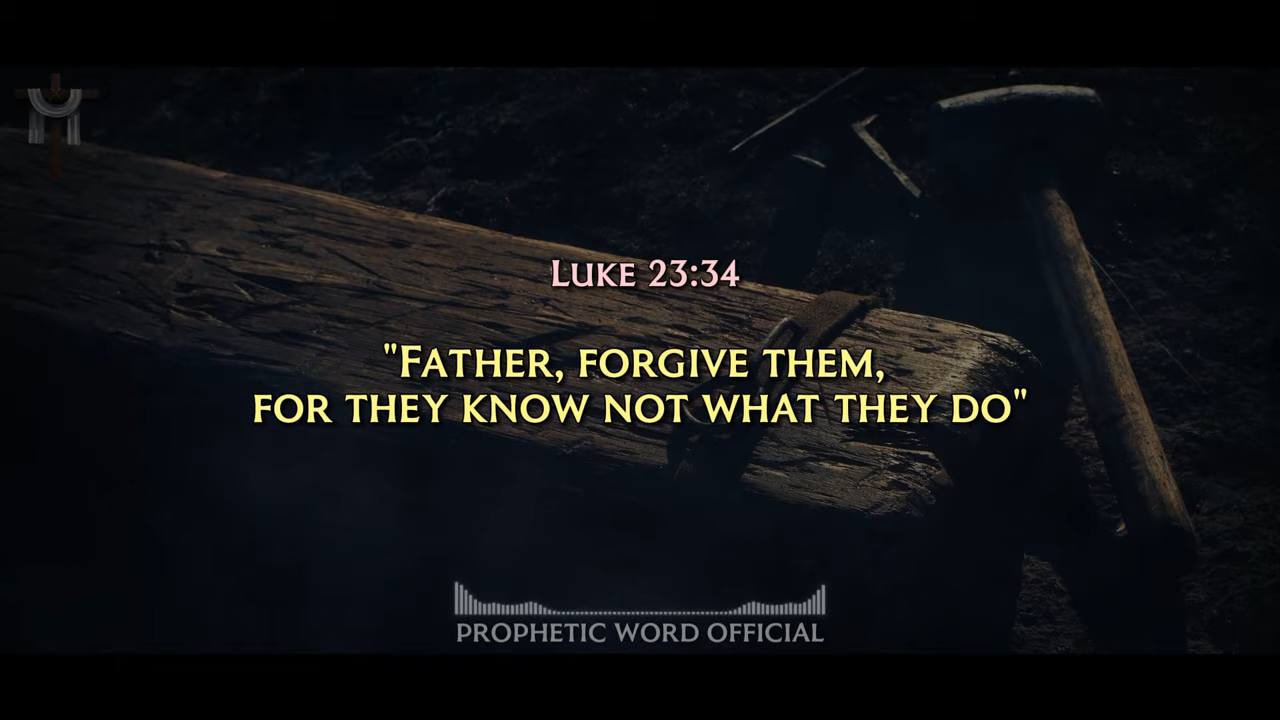 Luke 23:34
"Father, forgive them,
for they know not what they do"
PROPHETIC WORD OFFICIAL